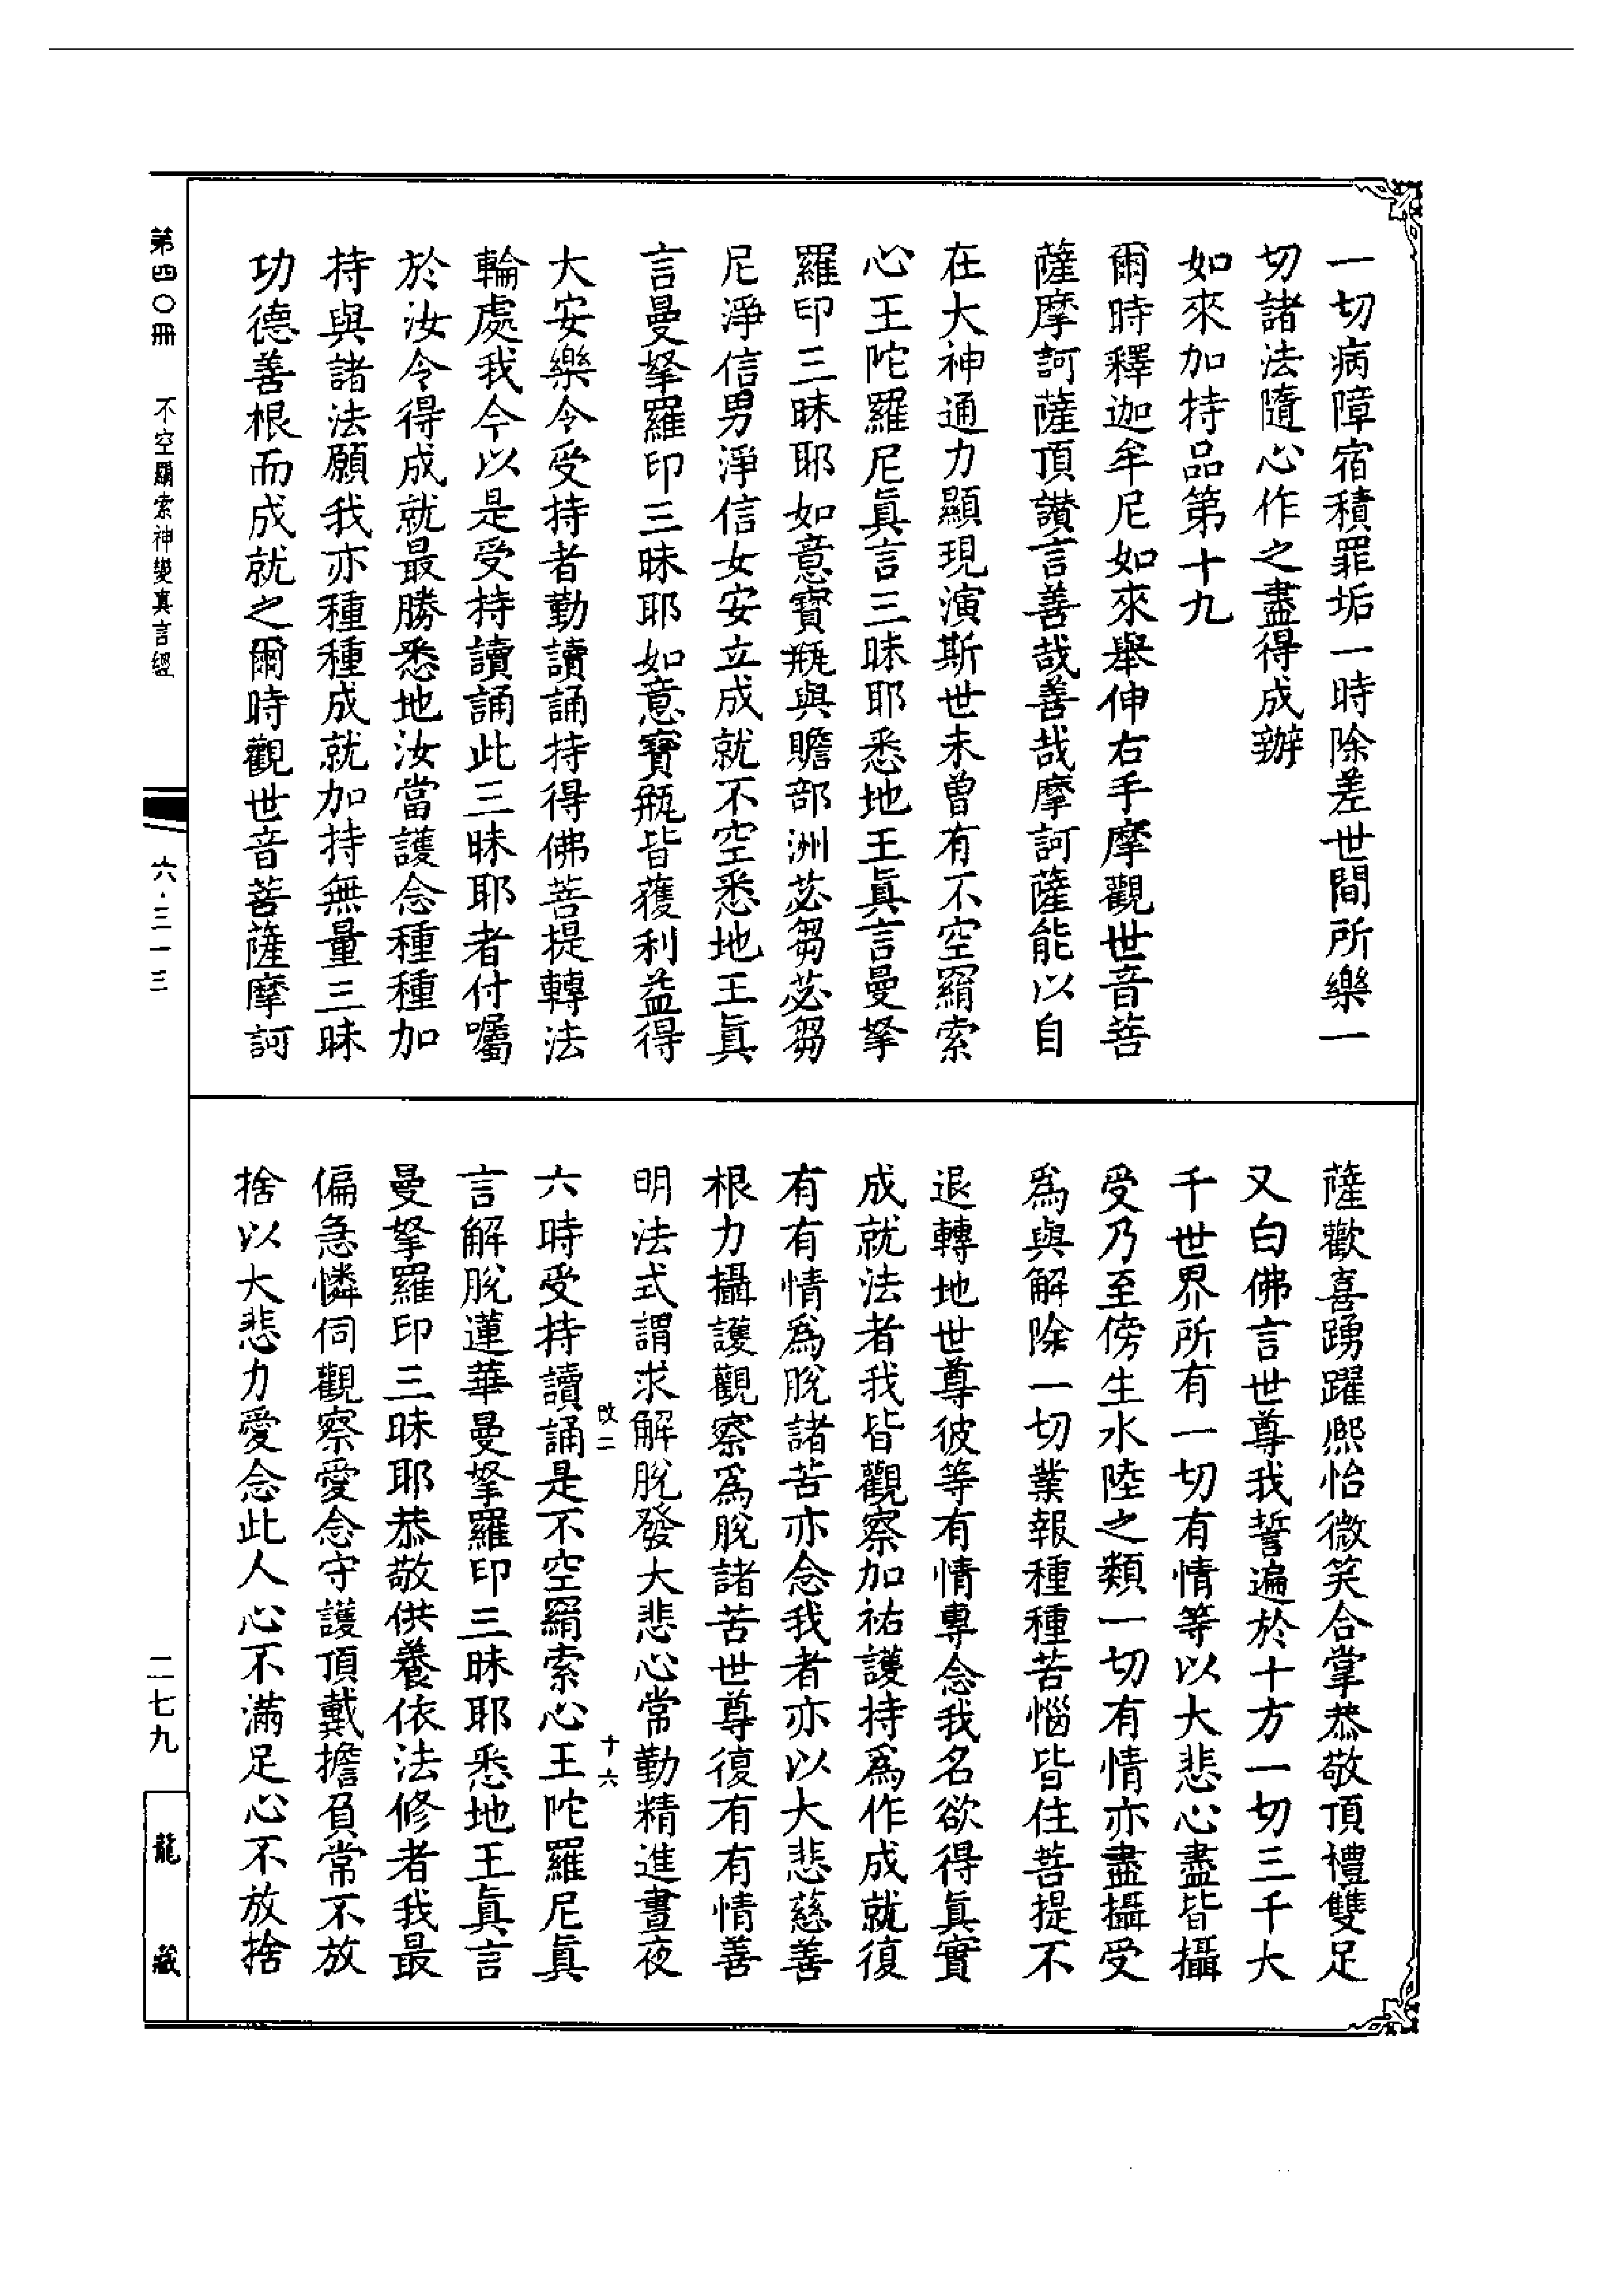 一切病障宿積罪垢一時除差世間所樂一
切諸法隨心作之盡得成辦
如來加持品第十九
爾時釋迦牟尼如來舉伸右手摩觀世音菩
薩摩訶薩頂讚言善哉善哉摩訶薩能以自
在大神通力顯現演斯世未曾有不空羂索
心王陀羅尼真言三昧耶悉地王真言曼拏
羅印三昧耶如意寶瓶與贍部洲苾芻苾芻
尼淨信男淨信女安立成就不空悉地王真
言曼拏羅印三昧耶如意寶瓶皆獲利益得
大安樂令受持者勤讀誦持得佛菩提轉法
輪處我今以是受持讀誦此三昧耶者付囑
於汝令得成就最勝悉地汝當護念種種加
持與諸法願我亦種種成就加持無量三昧
功德善根而成就之爾時觀世音菩薩摩訶
薩歡喜踴躍熙怡微笑合掌恭敬頂禮雙足
又白佛言世尊我誓遍於十方一切三千大
千世界所有一切有情等以大悲心盡皆攝
受乃至傍生水陸之類一切有情亦盡攝受
為與解除一切業報種種苦惱皆住菩提不
退轉地世尊彼等有情專念我名欲得真實
成就法者我皆觀察加祐護持為作成就復
有有情為脫諸苦亦念我者亦以大悲慈善
根力攝護觀察為脫諸苦世尊復有有情善
明法式謂求解脫發大悲心常勤精進晝夜
改二 十六
六時受持讀誦是不空羂索心王陀羅尼真
言解脫蓮華曼拏羅印三昧耶悉地王真言
曼拏羅印三昧耶恭敬供養依法修者我最
偏急憐伺觀察愛念守護頂戴擔負常不放
捨以大悲力愛念此人心不滿足心不放捨
第四〇冊 不空羂索神變真言經 六·三一三 二七九 龍藏